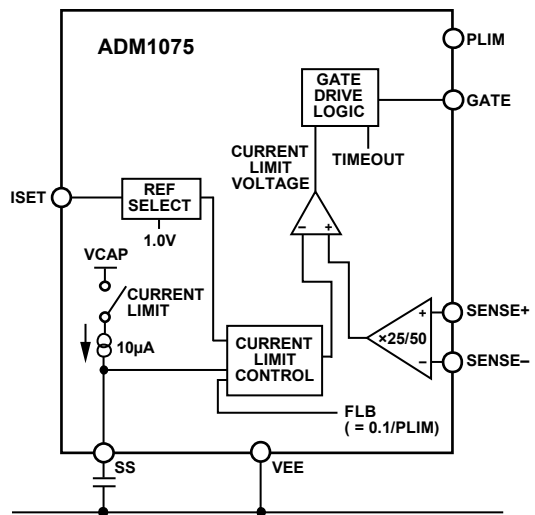 ADM1075
PLIM
GATE
DRIVE
LOGIC
GATE
CURRENT
LIMIT
VOLTAGE
TIMEOUT
ISET
REF
SELECT
1.0V
– +
VCAP
CURRENT
LIMIT
10µA
CURRENT
LIMIT
CONTROL
+
×25/50
–
SENSE+
SENSE–
FLB
( = 0.1/PLIM)
SS
VEE